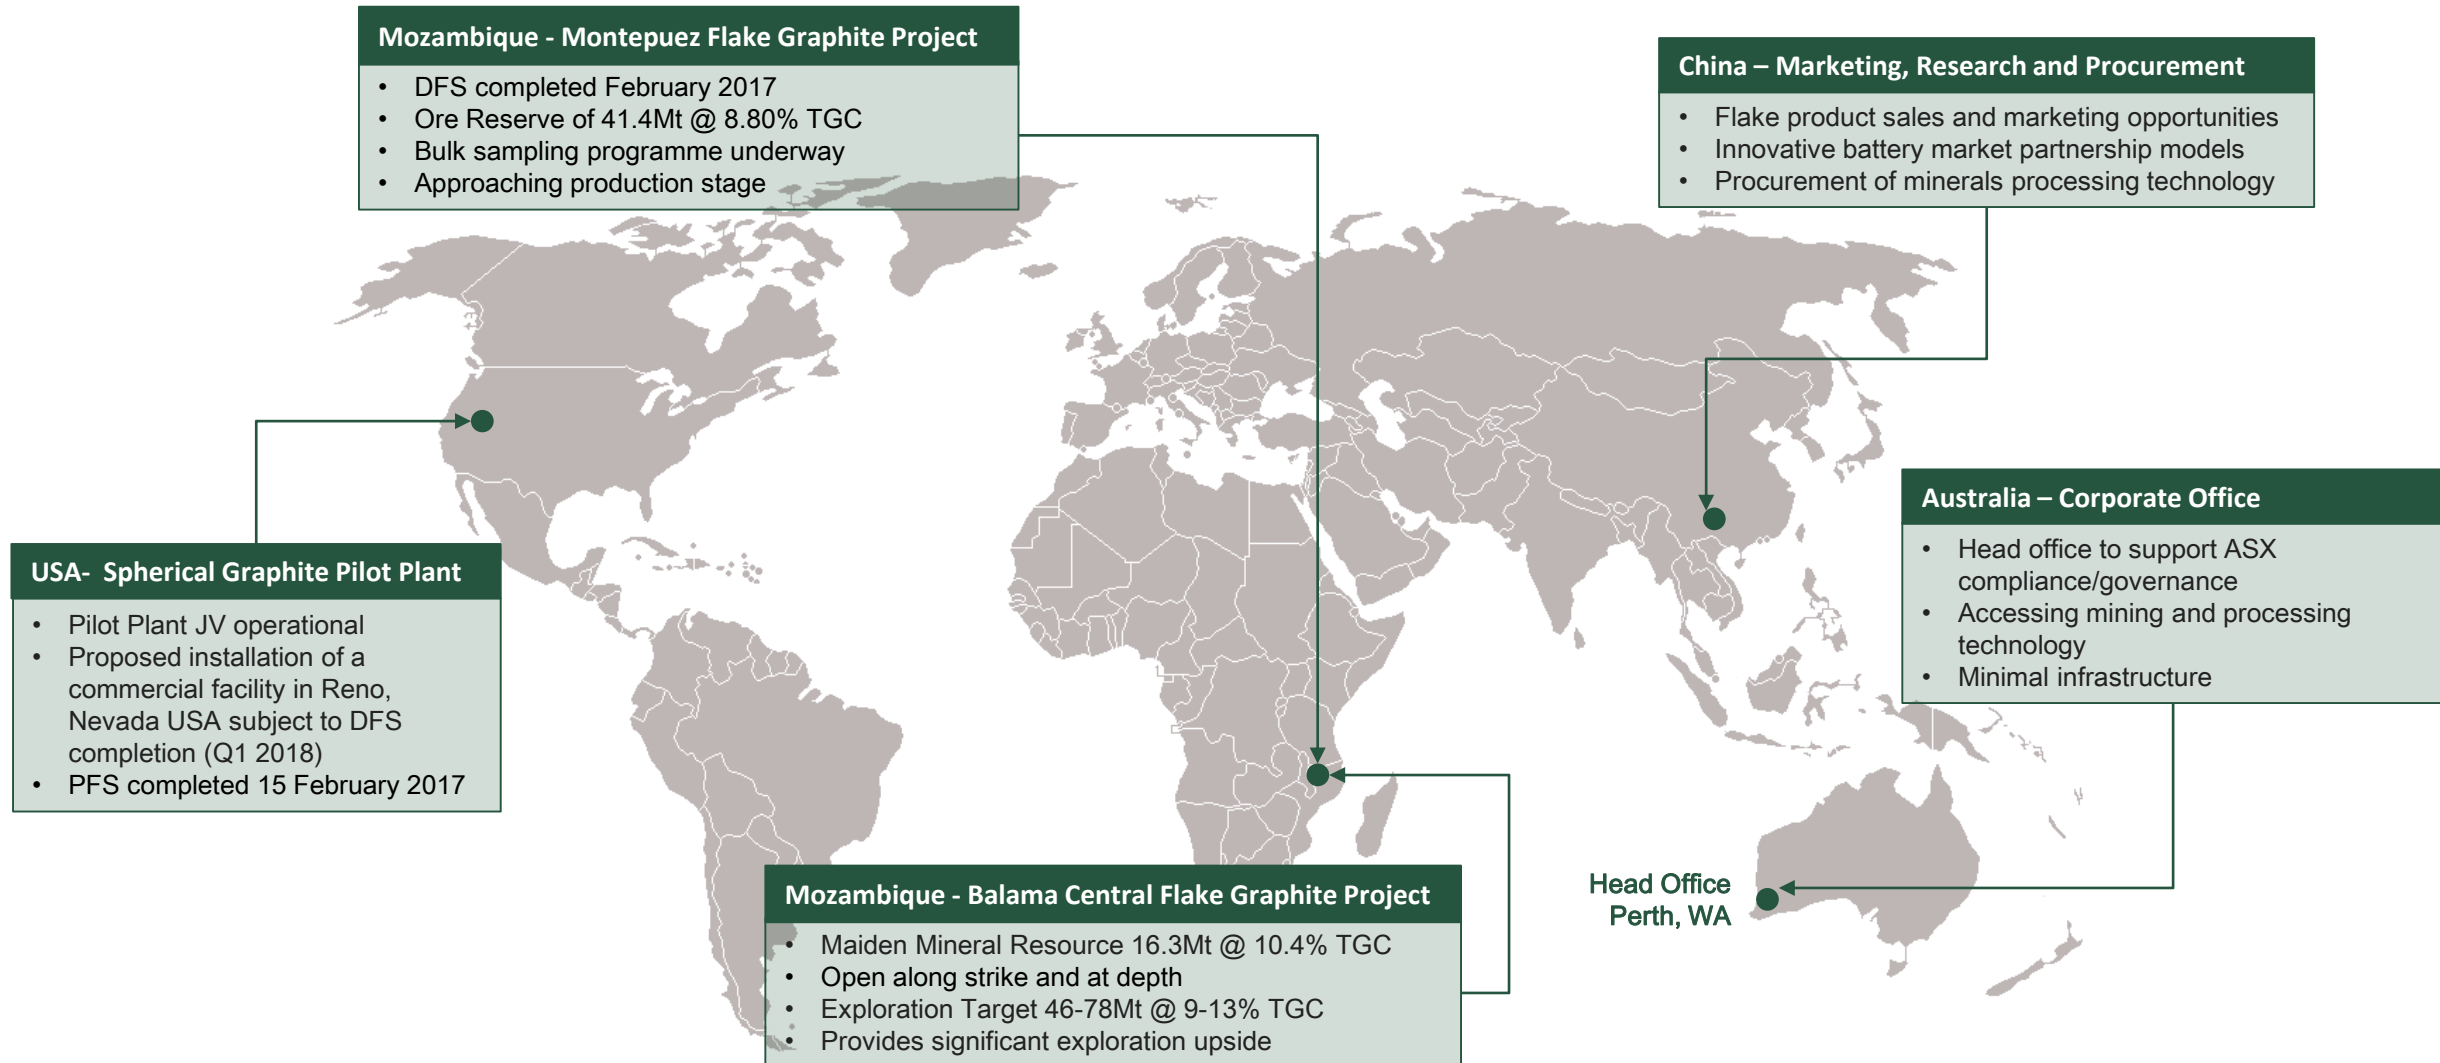 Mozambique - Montepuez Flake Graphite Project
• DFS completed February 2017
• Ore Reserve of 41.4Mt @ 8.80% TGC
• Bulk sampling programme underway
• Approaching production stage
China – Marketing, Research and Procurement
• Flake product sales and marketing opportunities
• Innovative battery market partnership models
• Procurement of minerals processing technology
USA-  Spherical Graphite Pilot Plant
• Pilot Plant JV operational
• Proposed installation of a
commercial facility in Reno,
Nevada USA subject to DFS
completion (Q1 2018)
• PFS completed 15 February 2017
Australia – Corporate Office
• Head office to support ASX
compliance/governance
• Accessing mining and processing
technology
• Minimal infrastructure
Mozambique - Balama Central Flake Graphite Project
• Maiden Mineral Resource 16.3Mt @ 10.4% TGC
• Open along strike and at depth
• Exploration Target 46-78Mt @ 9-13% TGC
• Provides significant exploration upside
Head Office
Perth, WA